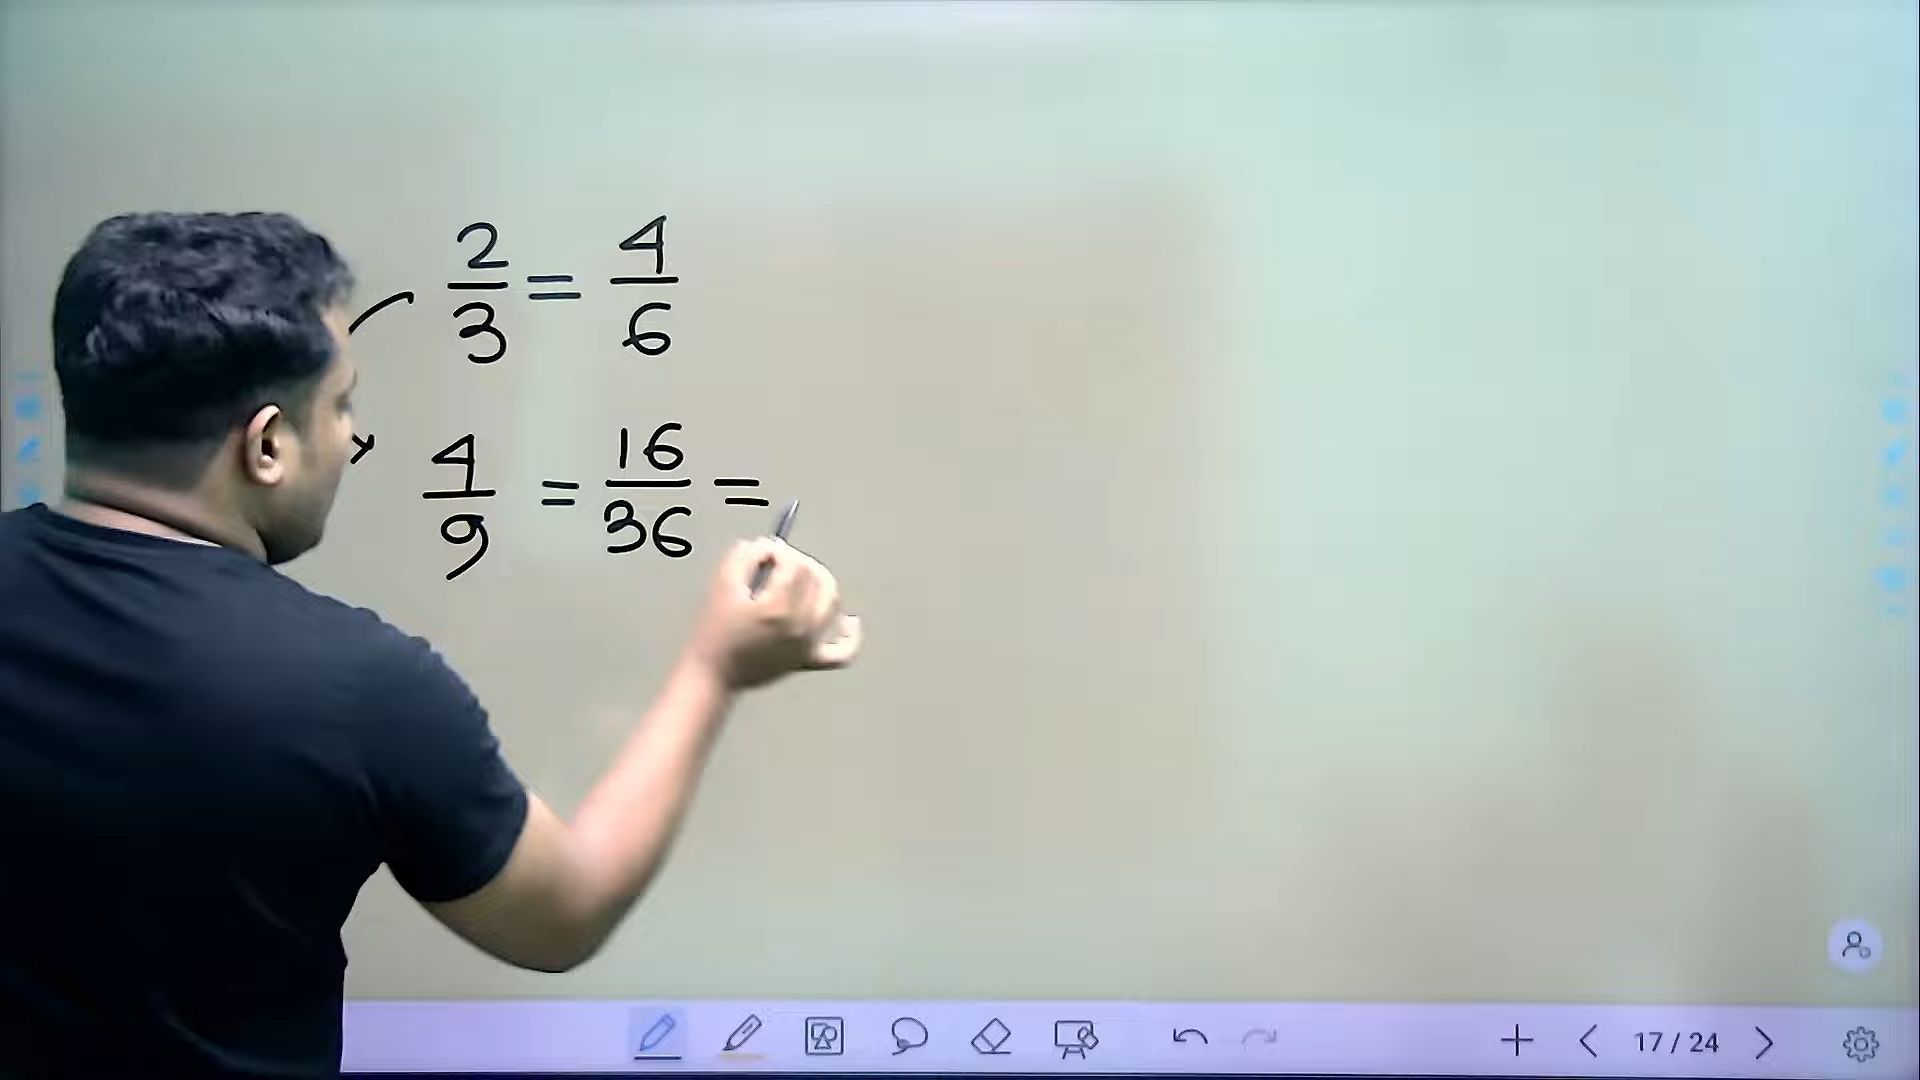 2/3 = 4/6
4/9 = 16/36 =
17 / 24